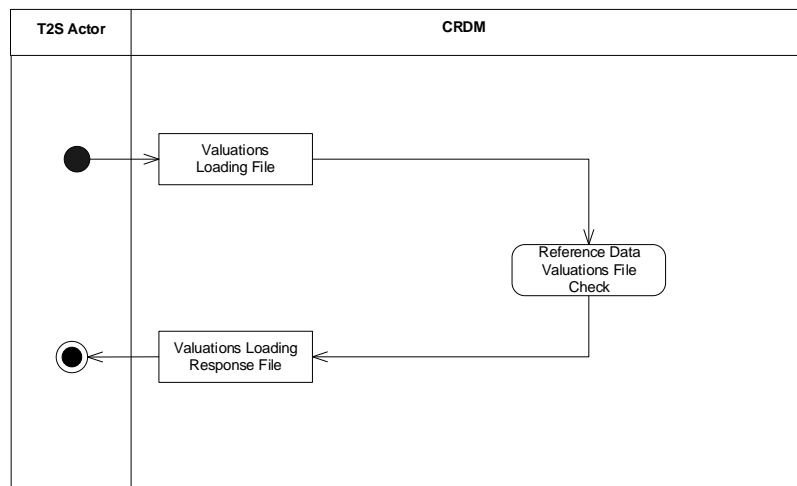 T2S Actor
CRDM
Valuations
Loading File
Reference Data
Valuations File
Check
Valuations Loading
Response File